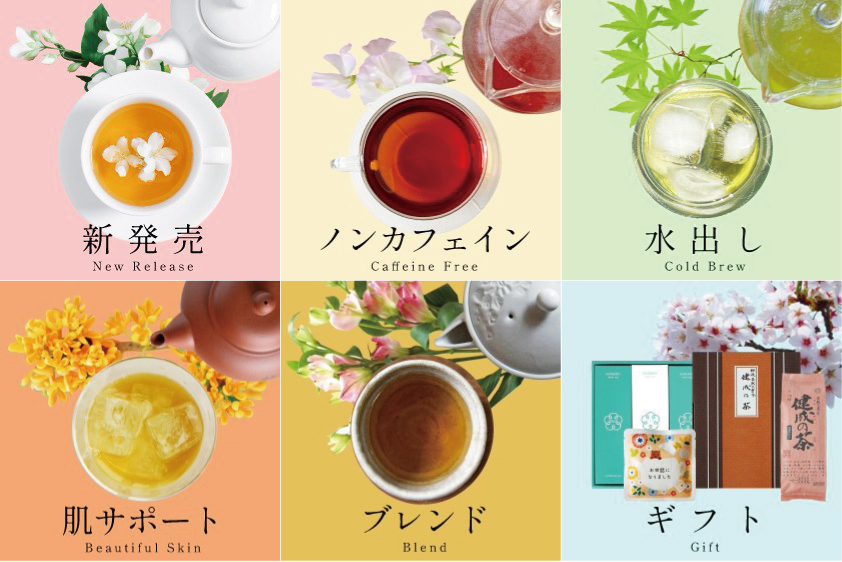 新発売
New Release
ノンカフェイン
Caffeine Free
水出し
Cold Brew
肌サポート
Beautiful Skin
ブレンド
Blend
お世話に
なりました
健成の茶
健成の茶
ギフト
Gift